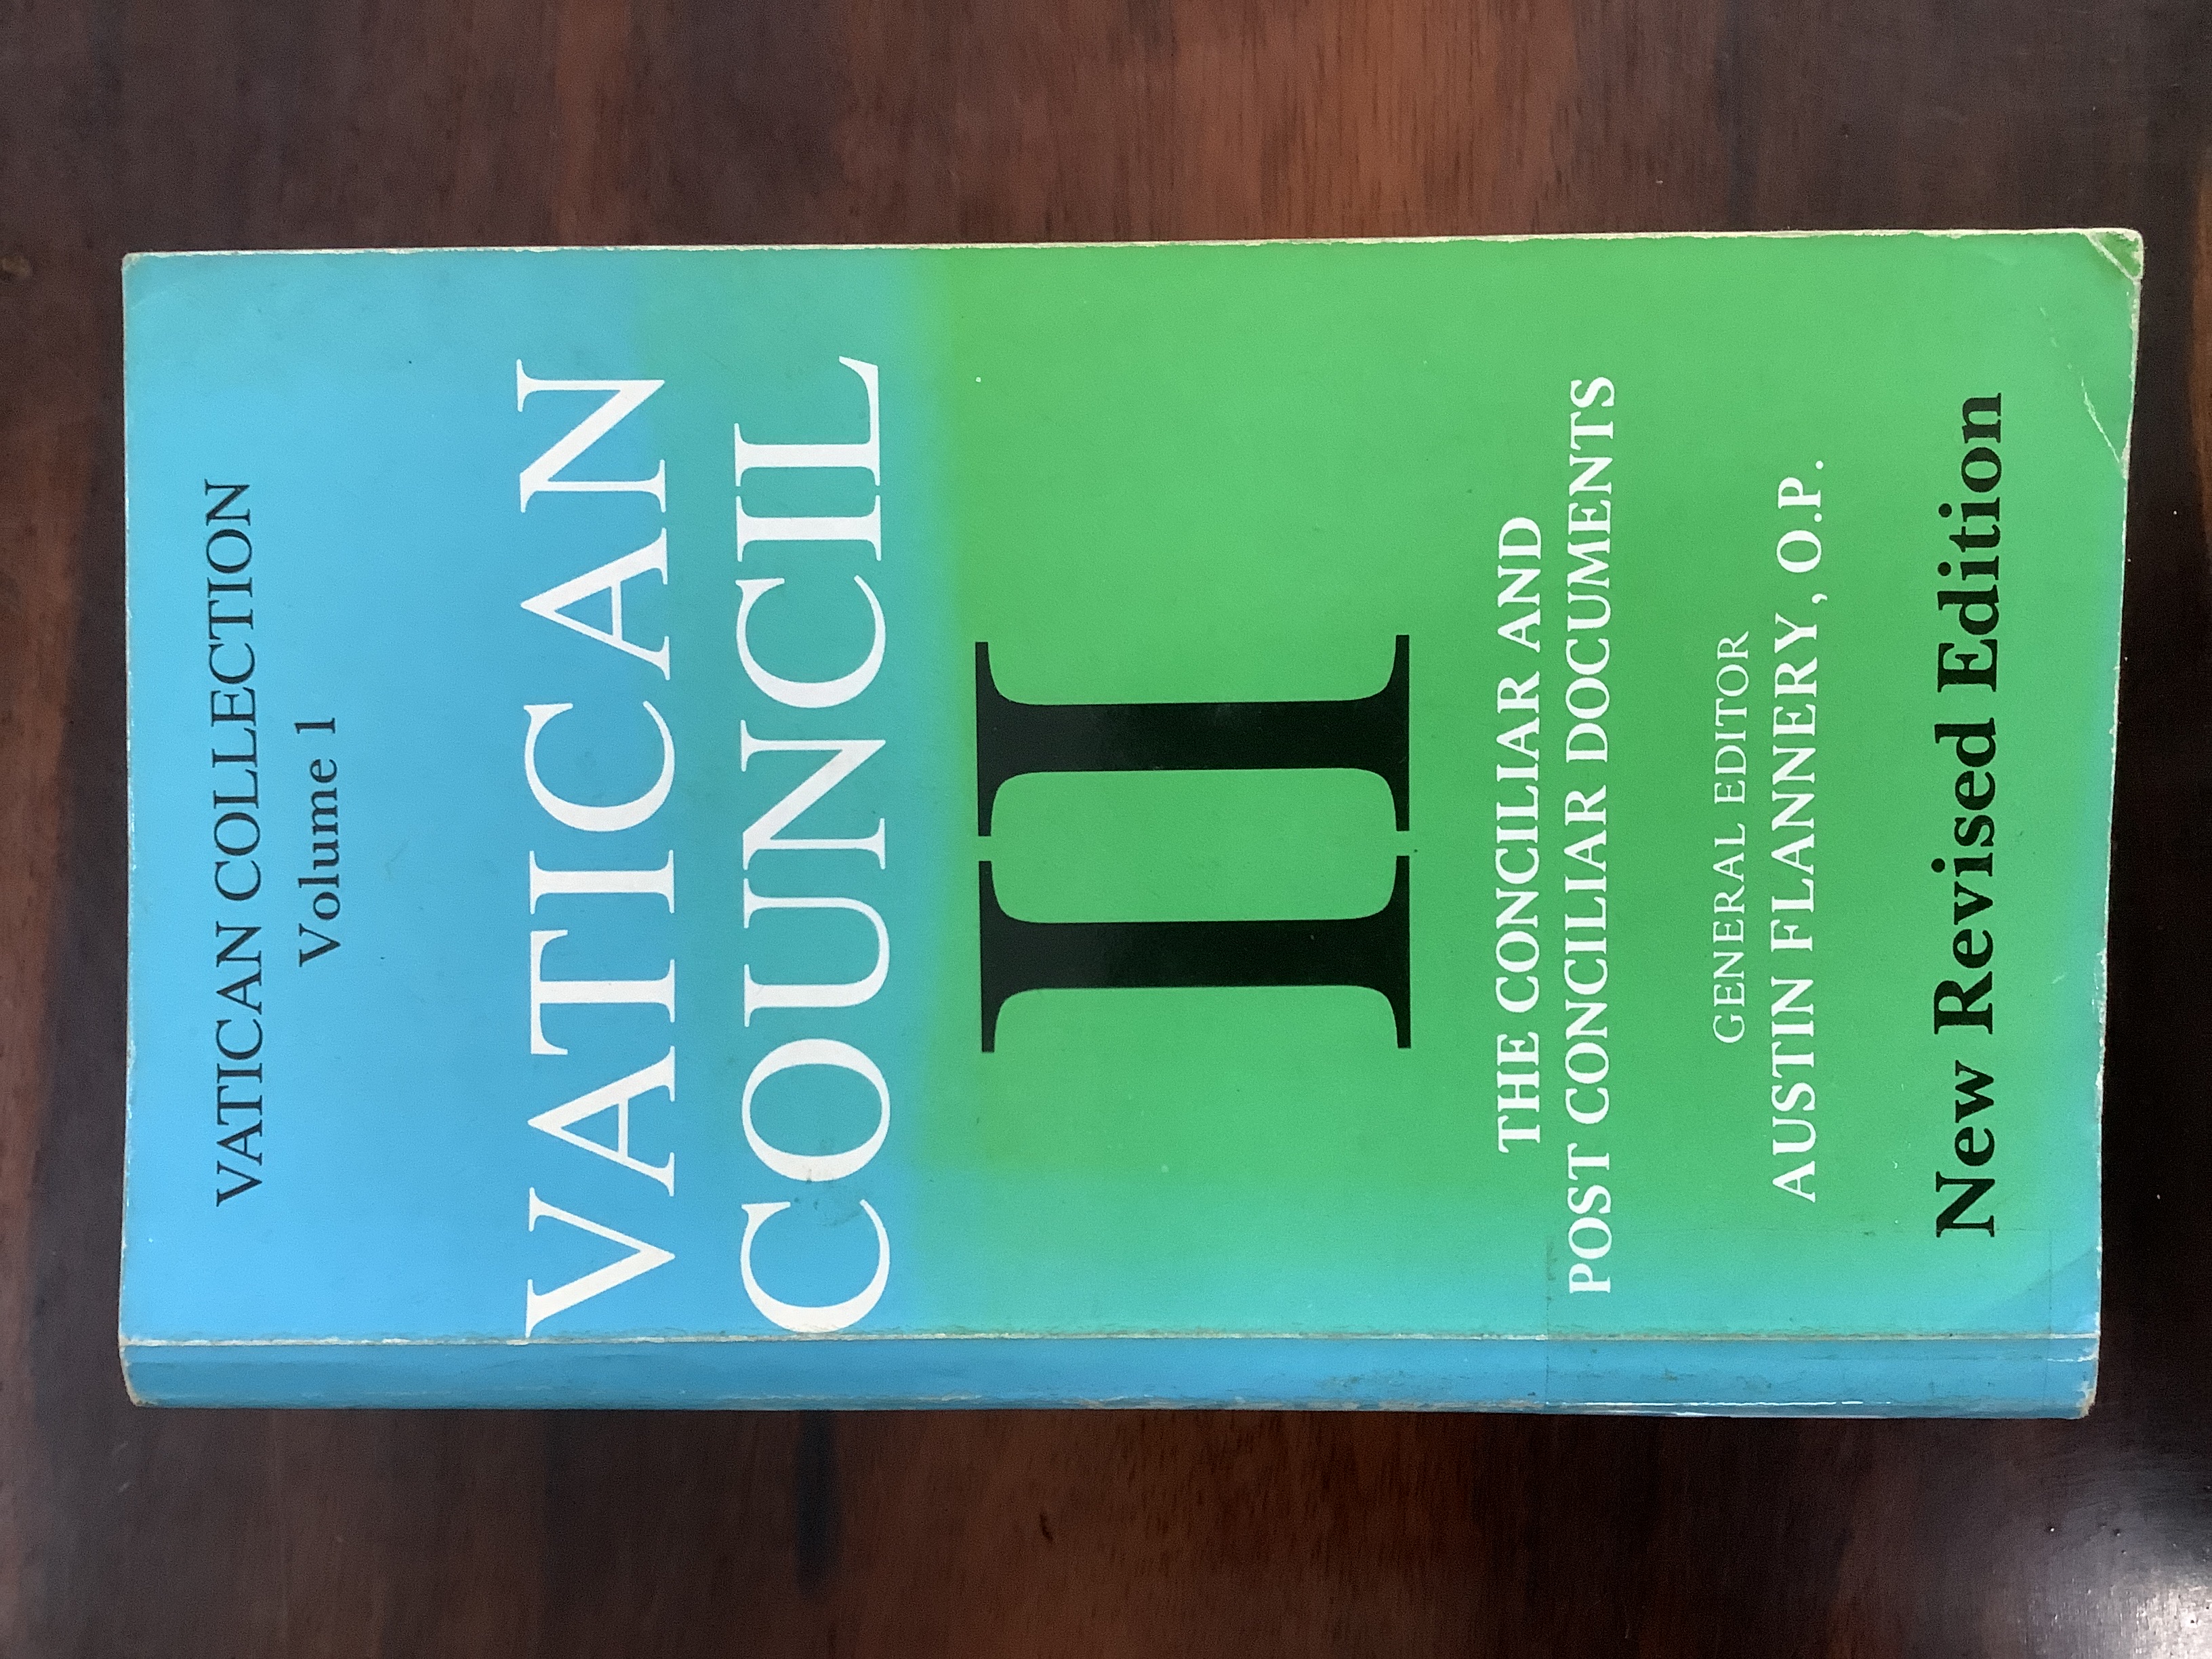 VATICAN COLLECTION
Volume 1
VATICAN
COUNCIL
II
THE CONCILIAR AND
POST CONCILIAR DOCUMENTS
GENERAL EDITOR
AUSTIN FLANNERY, O.P.
New Revised Edition